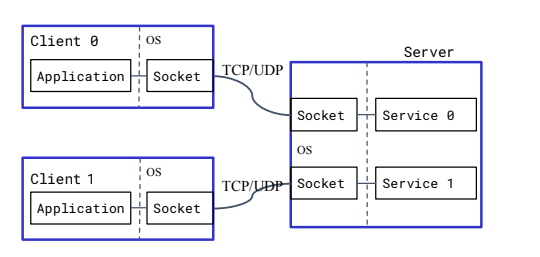 Client 0
OS
Application
Socket
TCP/UDP
Server
Socket
Service 0
OS
Client 1
OS
Application
Socket
TCP/UDP
Socket
Service 1